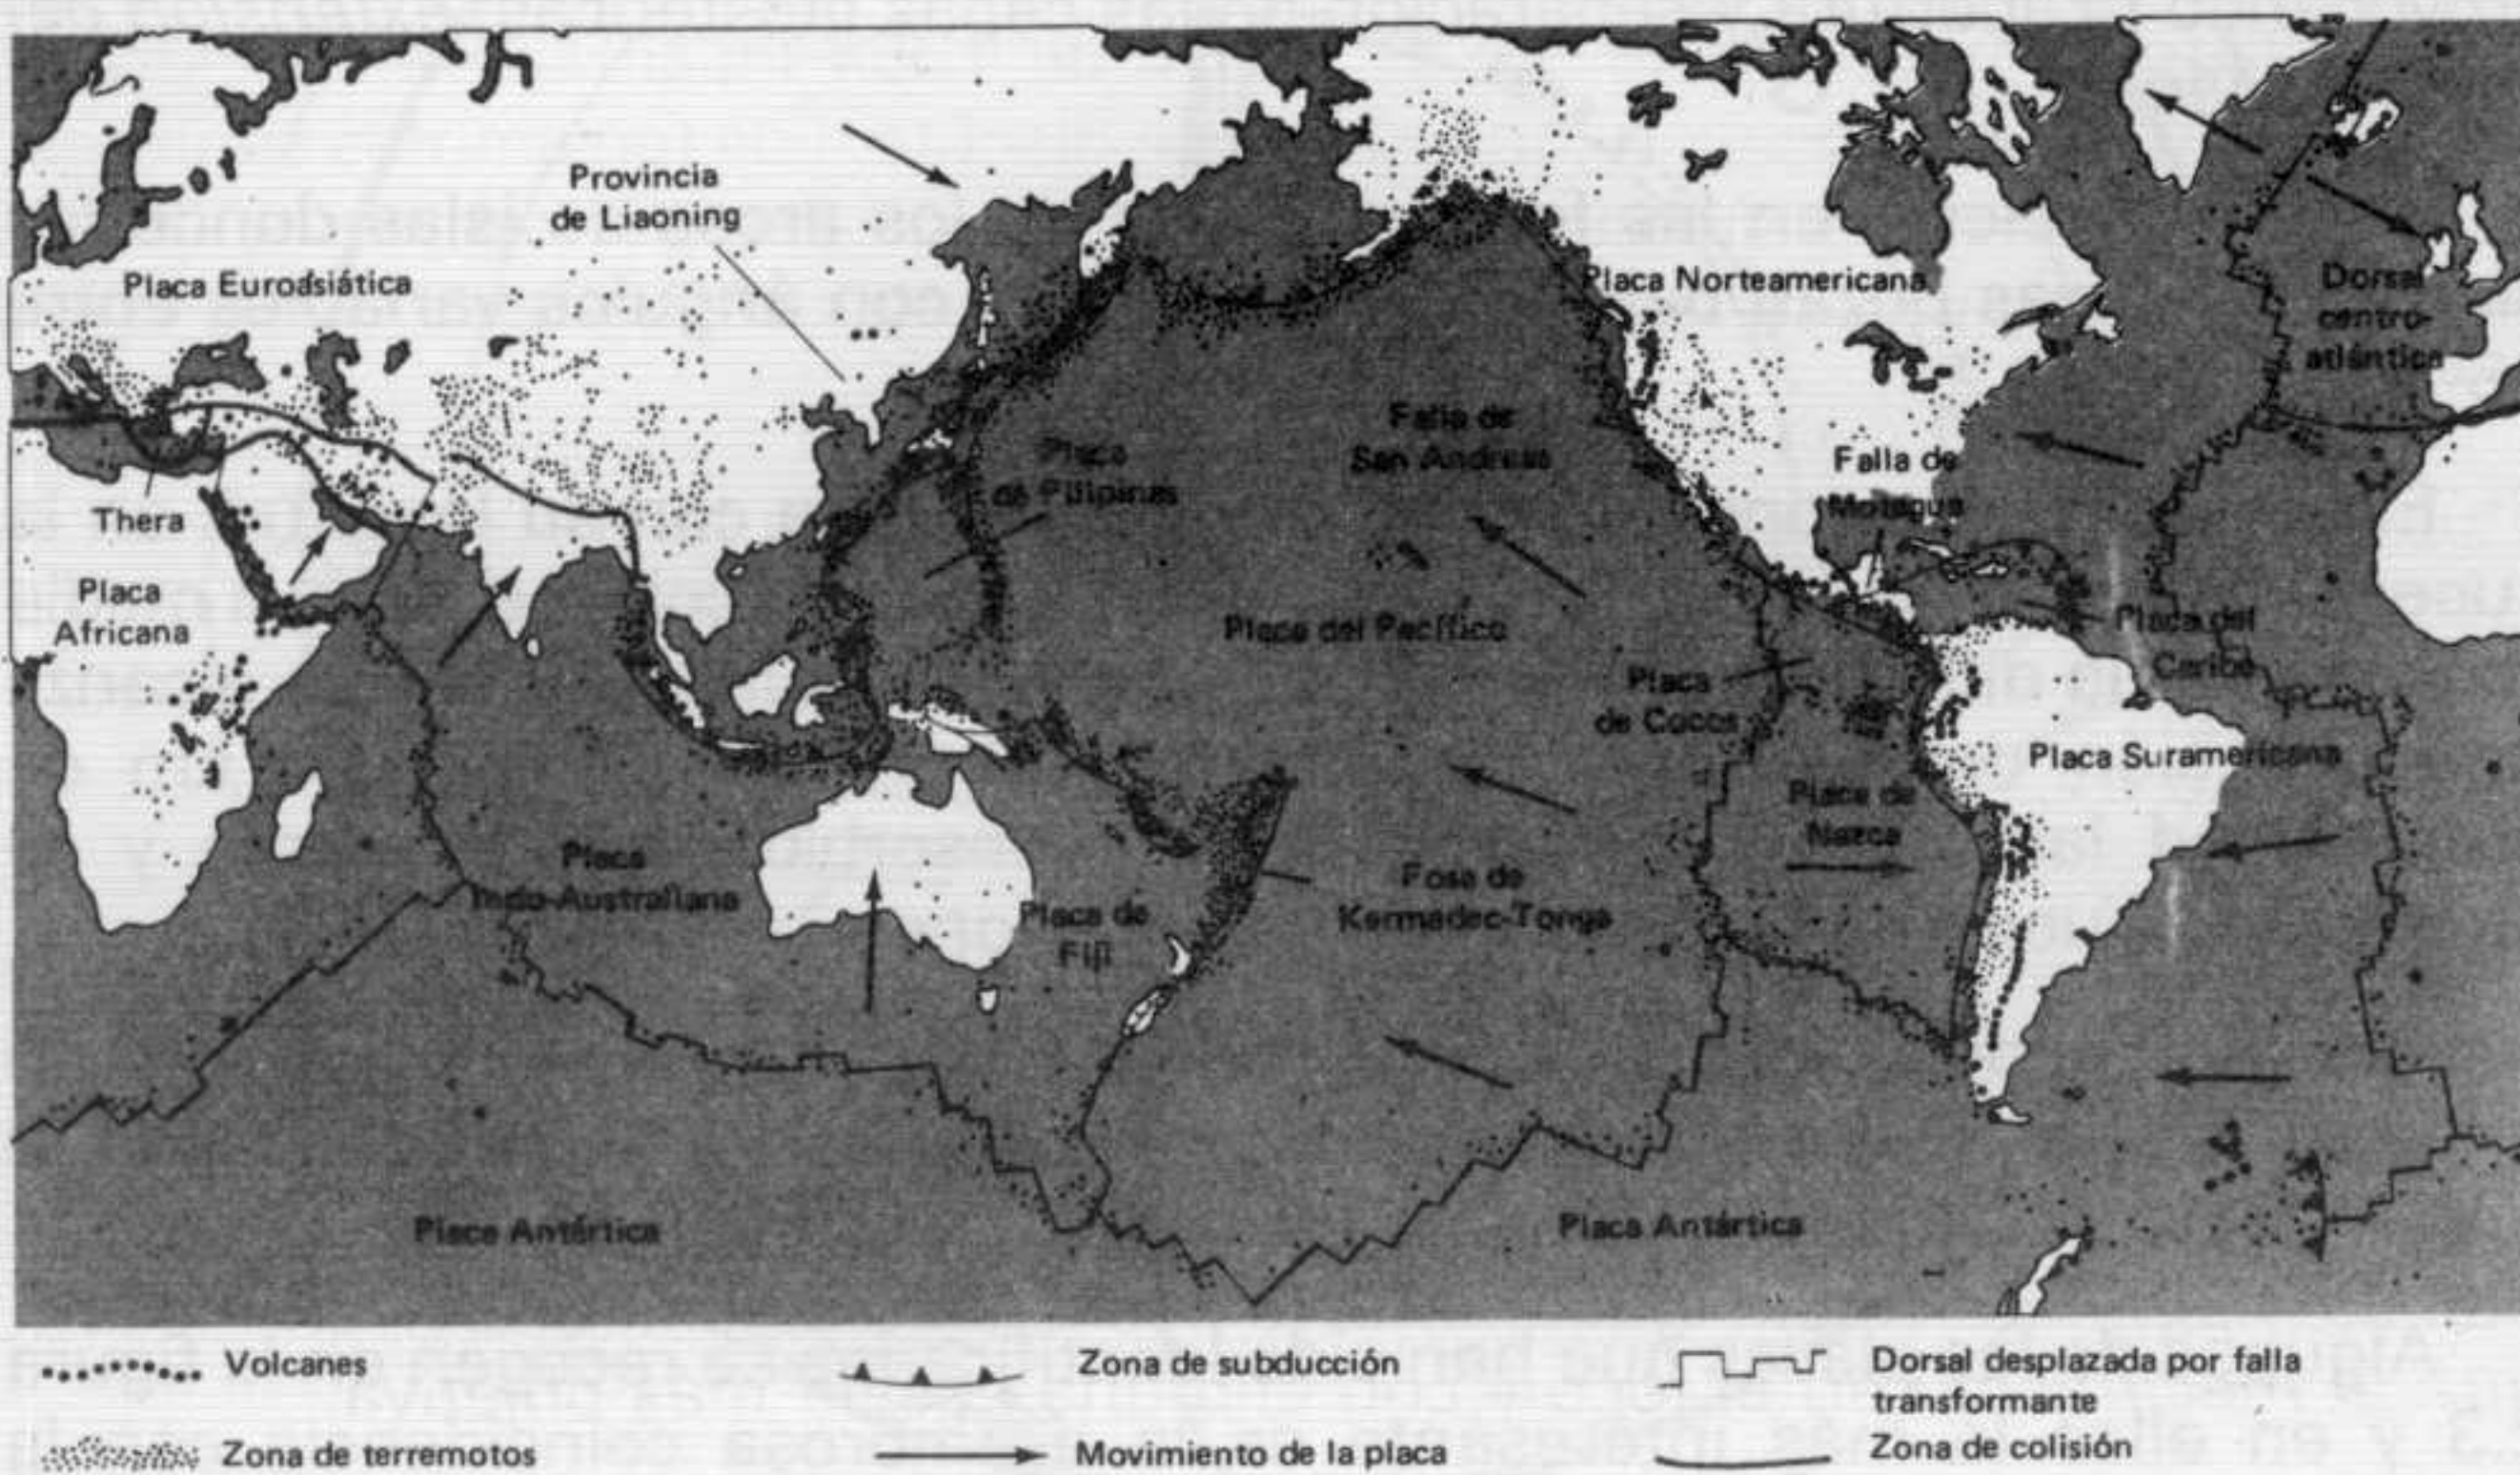 Provincia
de Liaoning
Placa Euroasiática
Placa Norteamericana
Dorsal
centro-
atlántica
Falla de
San Andreas
Placa
de Filipinas
Falla de
Motagua
Thera
Placa
Africana
Placa del Pacífico
Placa del
Caribe
Placa
de Cocos
Placa Suramericana
Placa de
Nazca
Placa
Indo-Australiana
Placa de
Fiji
Fosa de
Kermadec-Tonga
Placa Antártica
Placa Antártica
Volcanes
Zona de subducción
Dorsal desplazada por falla
transformante
Zona de terremotos
Movimiento de la placa
Zona de colisión